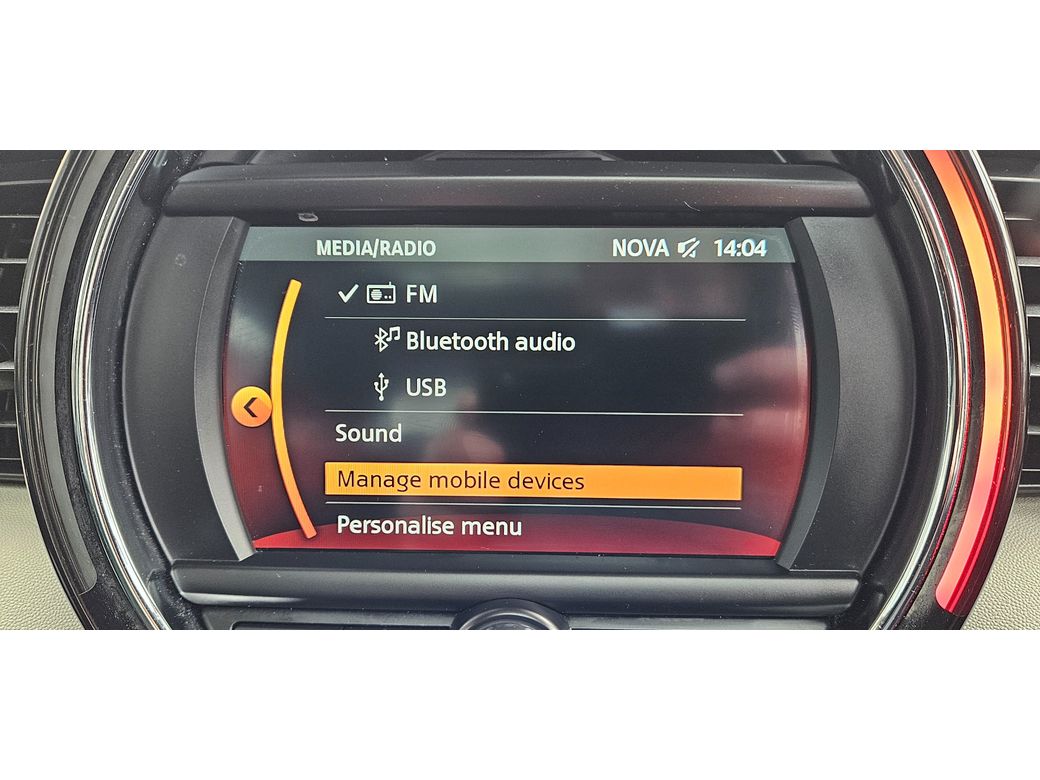 MEDIA/RADIO NOVA 14:04
FM
Bluetooth audio
USB
Sound
Manage mobile devices
Personalise menu